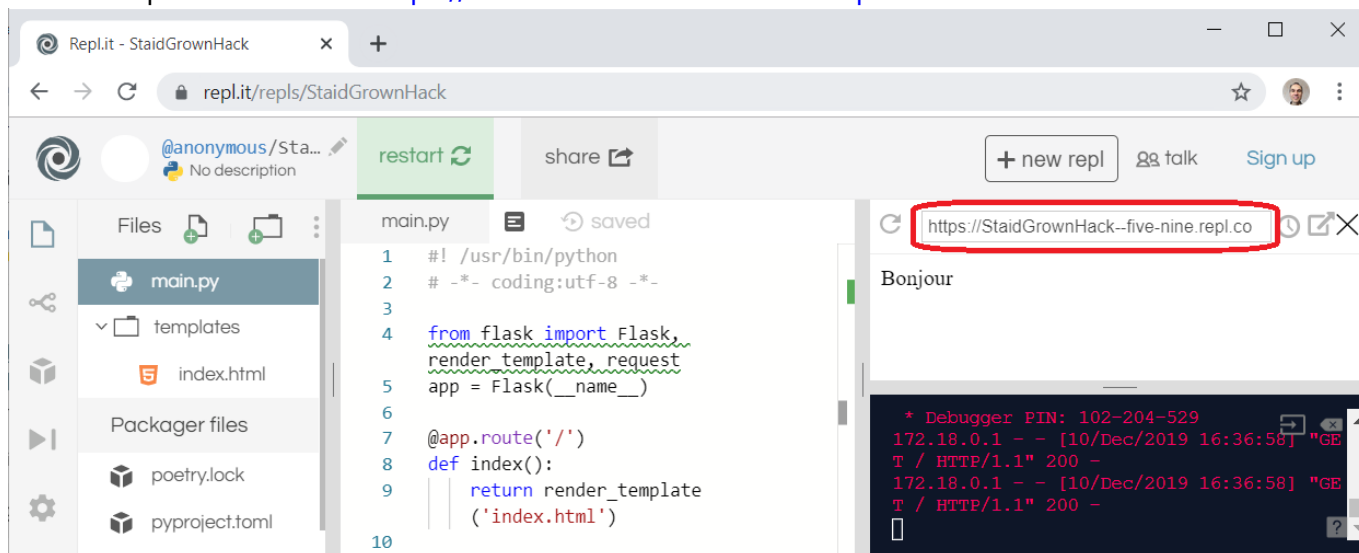 Repl.it - StaidGrownHack
repl.it/repls/StaidGrownHack
@anonymous/Sta…
No description
restart
share
+ new repl
talk
Sign up
Files
main.py
templates
index.html
Packager files
poetry.lock
pyproject.toml
main.py
saved
1 #! /usr/bin/python
2 # -*- coding:utf-8 -*-
3
4 from flask import Flask,
render_template, request
5 app = Flask(__name__)
6
7 @app.route('/')
8 def index():
9 return render_template
('index.html')
10
https://StaidGrownHack--five-nine.repl.co
Bonjour
* Debugger PIN: 102-204-529
172.18.0.1 - - [10/Dec/2019 16:36:58] "GE
T / HTTP/1.1" 200 -
172.18.0.1 - - [10/Dec/2019 16:36:58] "GE
T / HTTP/1.1" 200 -
?